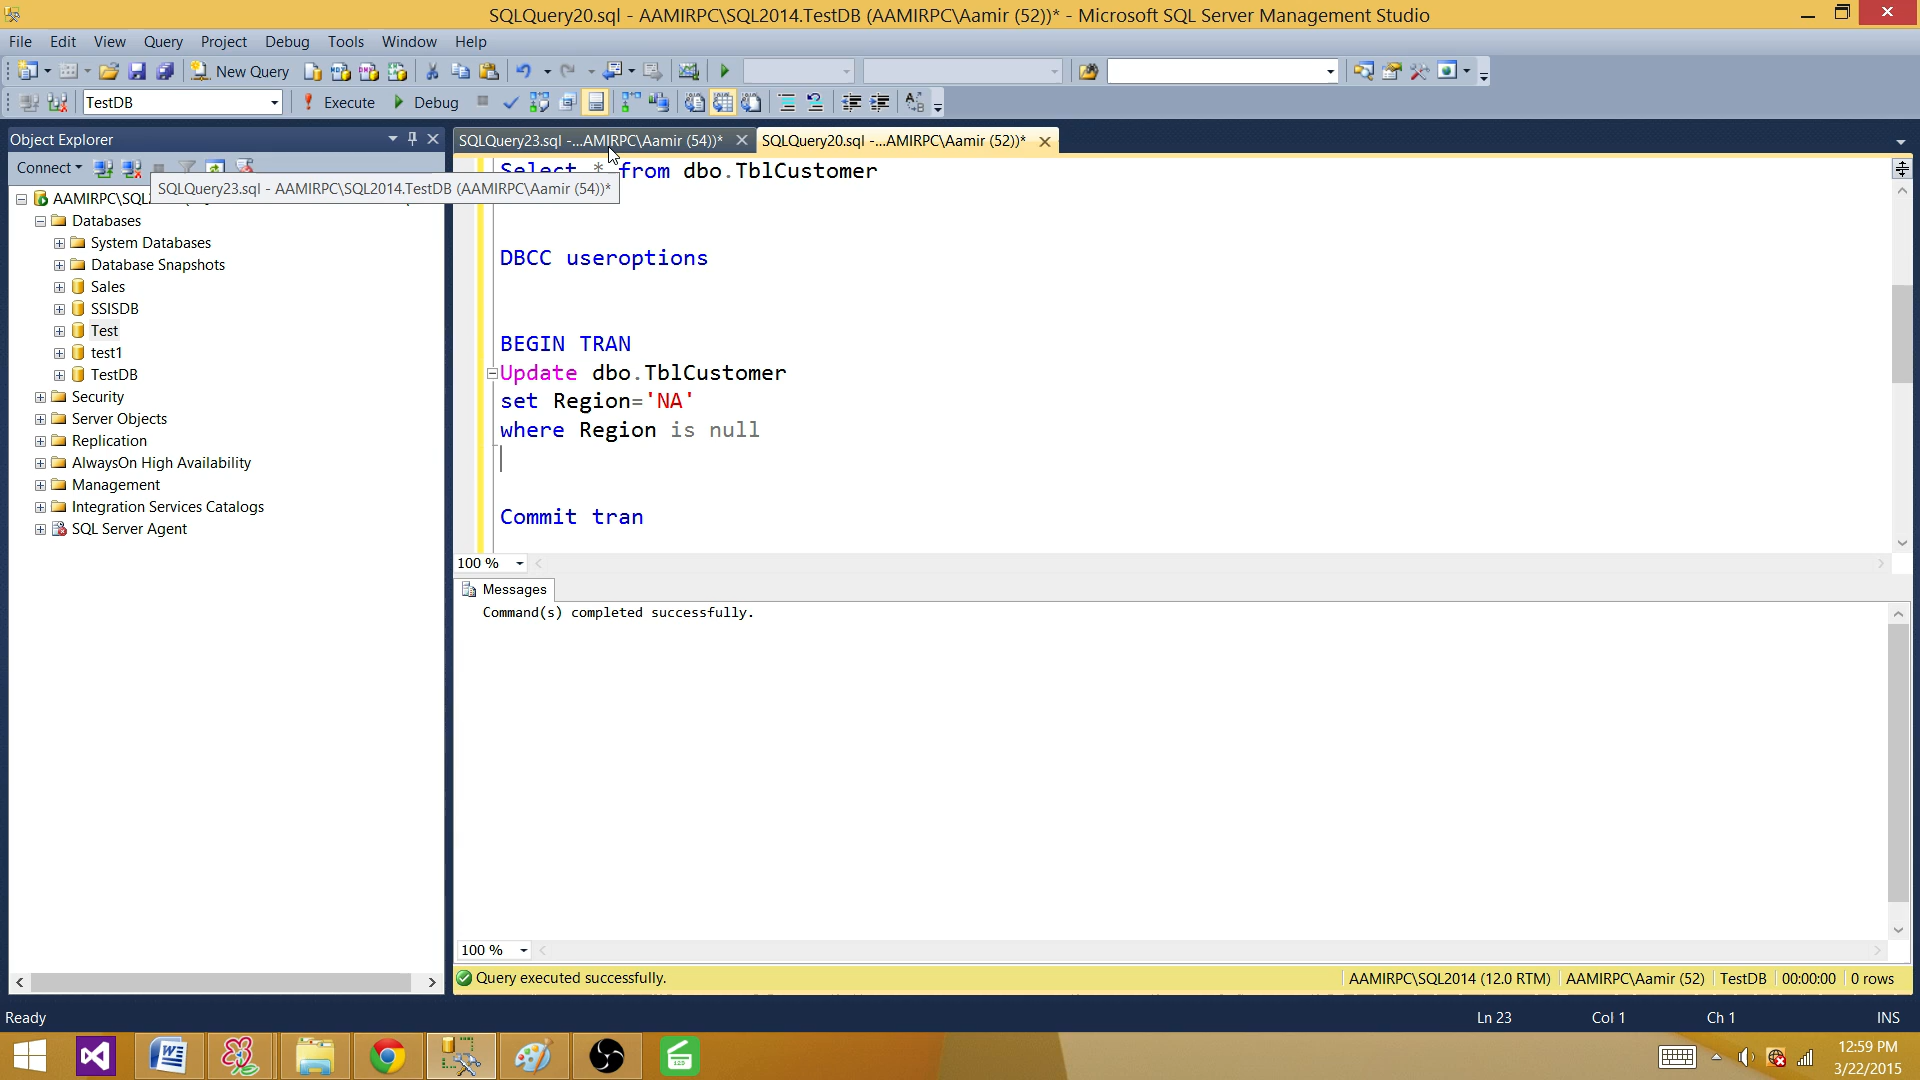 SQLQuery20.sql - AAMIRPC\SQL2014.TestDB (AAMIRPC\Aamir (52))* - Microsoft SQL Server Management Studio
File Edit View Query Project Debug Tools Window Help
New Query
TestDB Execute Debug
Object Explorer
SQLQuery23.sql -...AMIRPC\Aamir (54))* SQLQuery20.sql -...AMIRPC\Aamir (52))*
Connect
SQLQuery23.sql - AAMIRPC\SQL2014.TestDB (AAMIRPC\Aamir (54))*
AAMIRPC\SQL
Databases
System Databases
Database Snapshots
Sales
SSISDB
Test
test1
TestDB
Security
Server Objects
Replication
AlwaysOn High Availability
Management
Integration Services Catalogs
SQL Server Agent
Select * from dbo.TblCustomer
DBCC useroptions
BEGIN TRAN
Update dbo.TblCustomer
set Region='NA'
where Region is null
Commit tran
100 %
Messages
Command(s) completed successfully.
100 %
Query executed successfully. AAMIRPC\SQL2014 (12.0 RTM) AAMIRPC\Aamir (52) TestDB 00:00:00 0 rows
Ready Ln 23 Col 1 Ch 1 INS
12:59 PM
3/22/2015